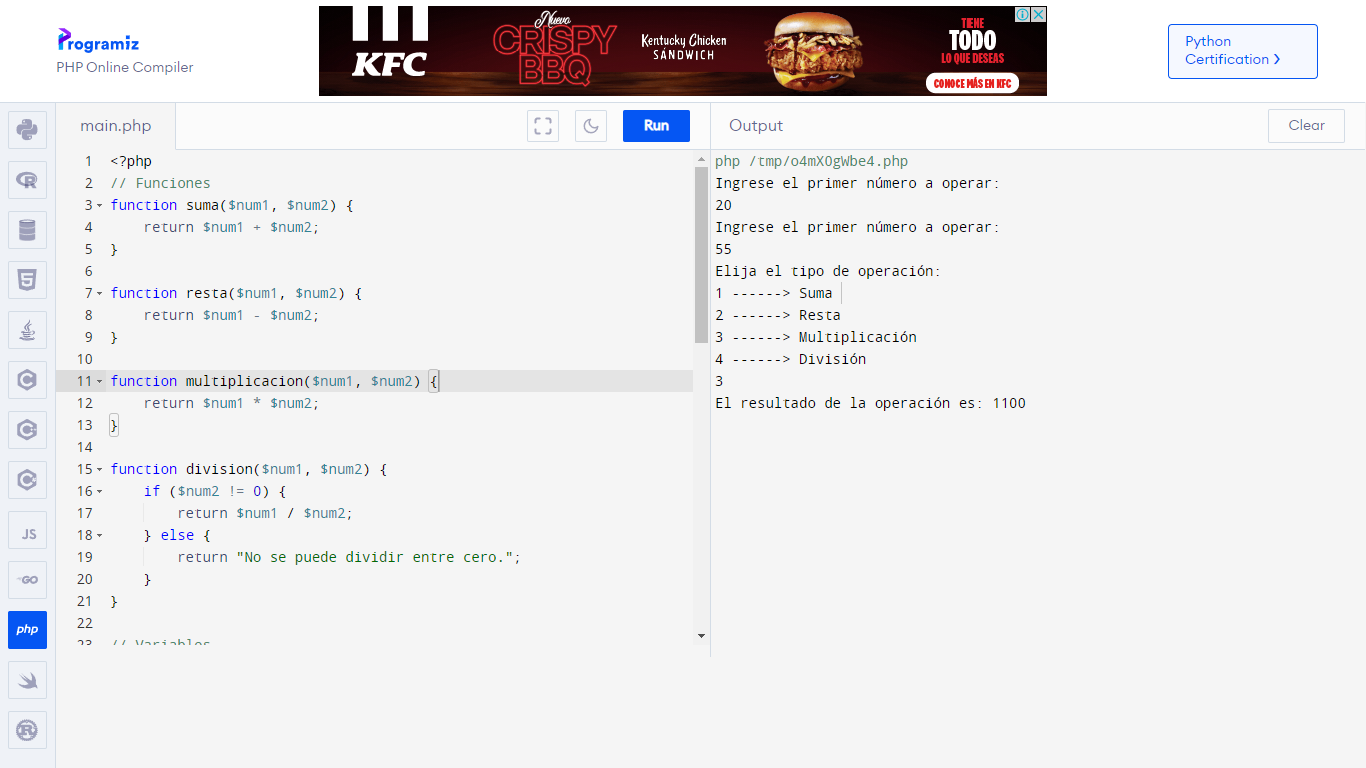 Programiz
PHP Online Compiler
KFC
Nuevo
CRISPY
BBQ
Kentucky Chicken
SANDWICH
TIENE
TODO
LO QUE DESEAS
CONOCE MÁS EN KFC
Python
Certification ❯
main.php
Run
Output
Clear
1 <?php
2 // Funciones
3 function suma($num1, $num2) {
4     return $num1 + $num2;
5 }
6
7 function resta($num1, $num2) {
8     return $num1 - $num2;
9 }
10
11 function multiplicacion($num1, $num2) {
12     return $num1 * $num2;
13 }
14
15 function division($num1, $num2) {
16     if ($num2 != 0) {
17         return $num1 / $num2;
18     } else {
19         return "No se puede dividir entre cero.";
20     }
21 }
22
23 // Variables
php /tmp/o4mX0gWbe4.php
Ingrese el primer número a operar:
20
Ingrese el primer número a operar:
55
Elija el tipo de operación:
1 ------> Suma
2 ------> Resta
3 ------> Multiplicación
4 ------> División
3
El resultado de la operación es: 1100
R
5
C
C
C
JS
GO
php
R